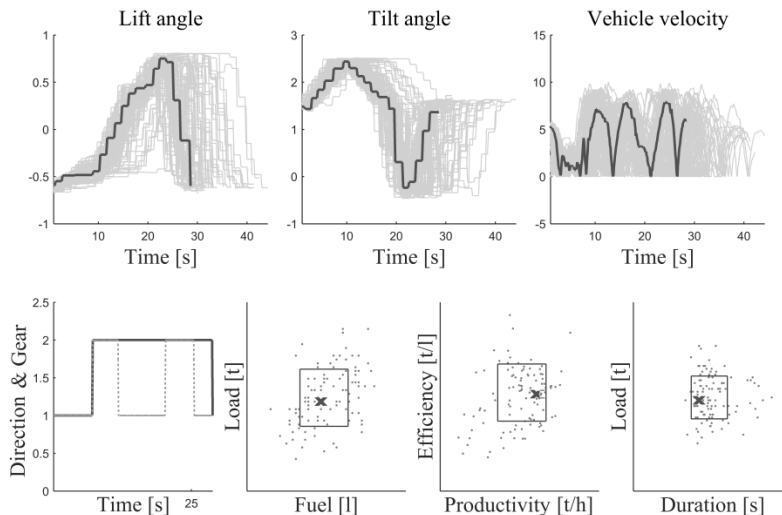 Lift angle
1
0.5
0
-0.5
-1
10 20 30 40
Time [s]
Tilt angle
3
2
1
0
-1
10 20 30 40
Time [s]
Vehicle velocity
15
10
5
0
-5
10 20 30 40
Time [s]
Direction & Gear
2.5
2
1.5
1
0.5
0
Time [s]
25
Load [t]
Fuel [l]
Efficiency [t/l]
Productivity [t/h]
Load [t]
Duration [s]